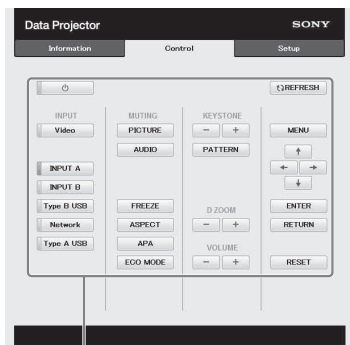 Data Projector
SONY
Information
Control
Setup
REFRESH
INPUT
MUTING
KEYSTONE
Video
PICTURE
- +
MENU
AUDIO
PATTERN
INPUT A
INPUT B
Type B USB
FREEZE
D ZOOM
ENTER
Network
ASPECT
- +
RETURN
Type A USB
APA
VOLUME
ECO MODE
- +
RESET